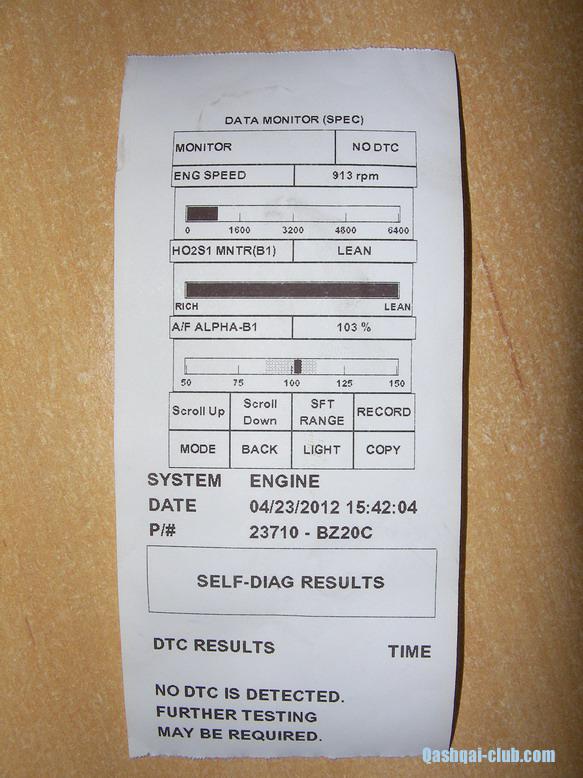 DATA MONITOR (SPEC)
MONITOR NO DTC
ENG SPEED 913 rpm
0 1600 3200 4800 6400
HO2S1 MNTR(B1) LEAN
RICH LEAN
A/F ALPHA-B1 103 %
50 75 100 125 150
Scroll Up Scroll Down SFT RANGE RECORD
MODE BACK LIGHT COPY
SYSTEM ENGINE
DATE 04/23/2012 15:42:04
P/# 23710 - BZ20C
SELF-DIAG RESULTS
DTC RESULTS TIME
NO DTC IS DETECTED.
FURTHER TESTING
MAY BE REQUIRED.
Qashqai-club.com